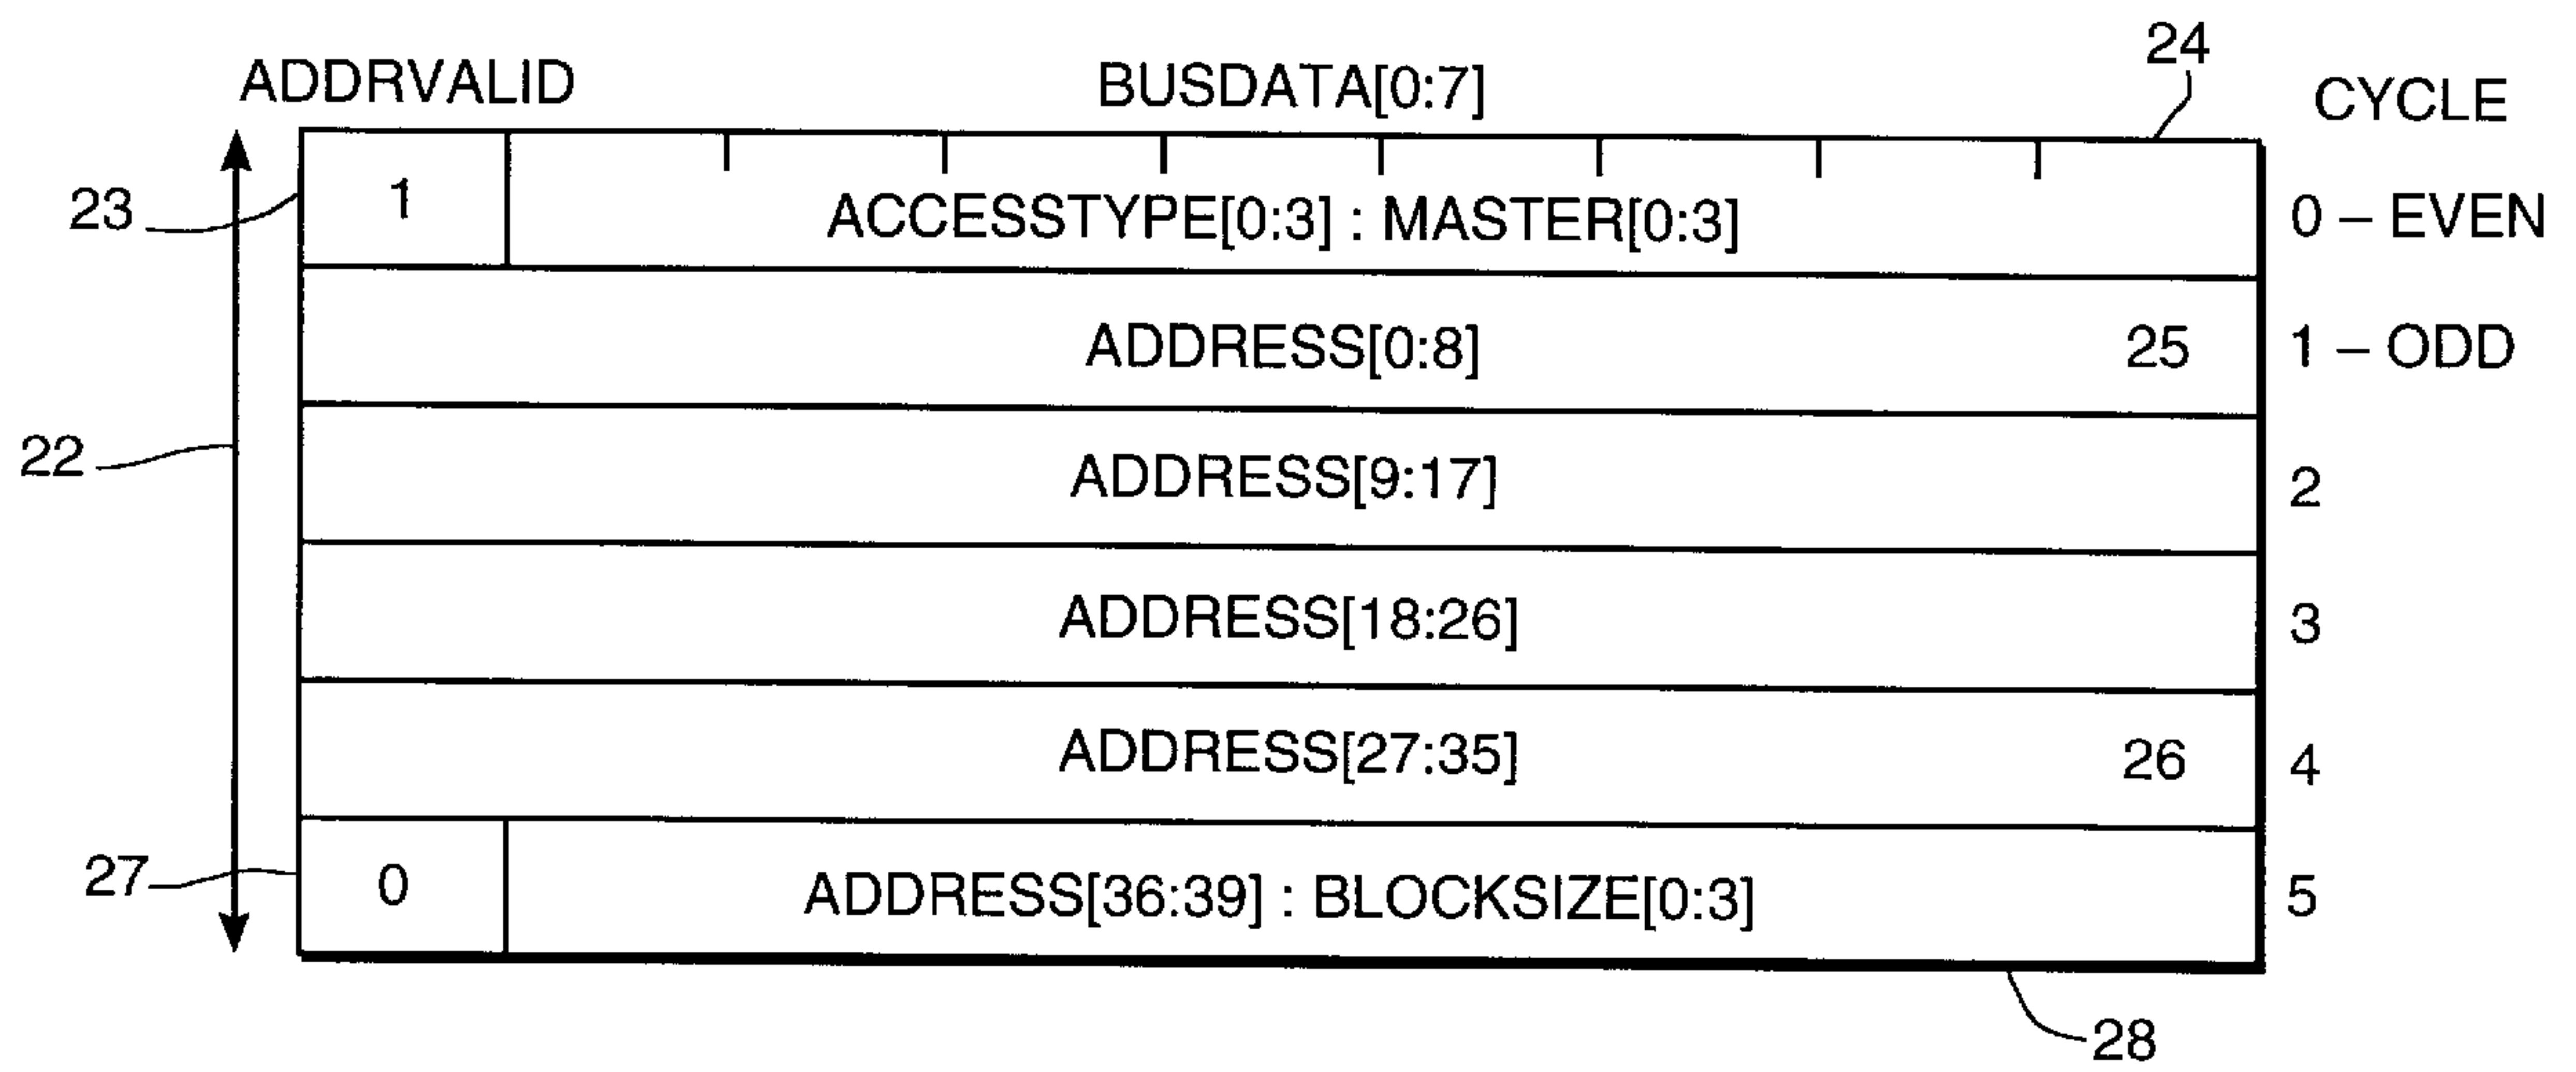 ADDRVALID BUSDATA[0:7] 24 CYCLE
23 1 ACCESSTYPE[0:3] : MASTER[0:3] 0 – EVEN
ADDRESS[0:8] 25 1 – ODD
22 ADDRESS[9:17] 2
ADDRESS[18:26] 3
ADDRESS[27:35] 26 4
27 0 ADDRESS[36:39] : BLOCKSIZE[0:3] 5
28